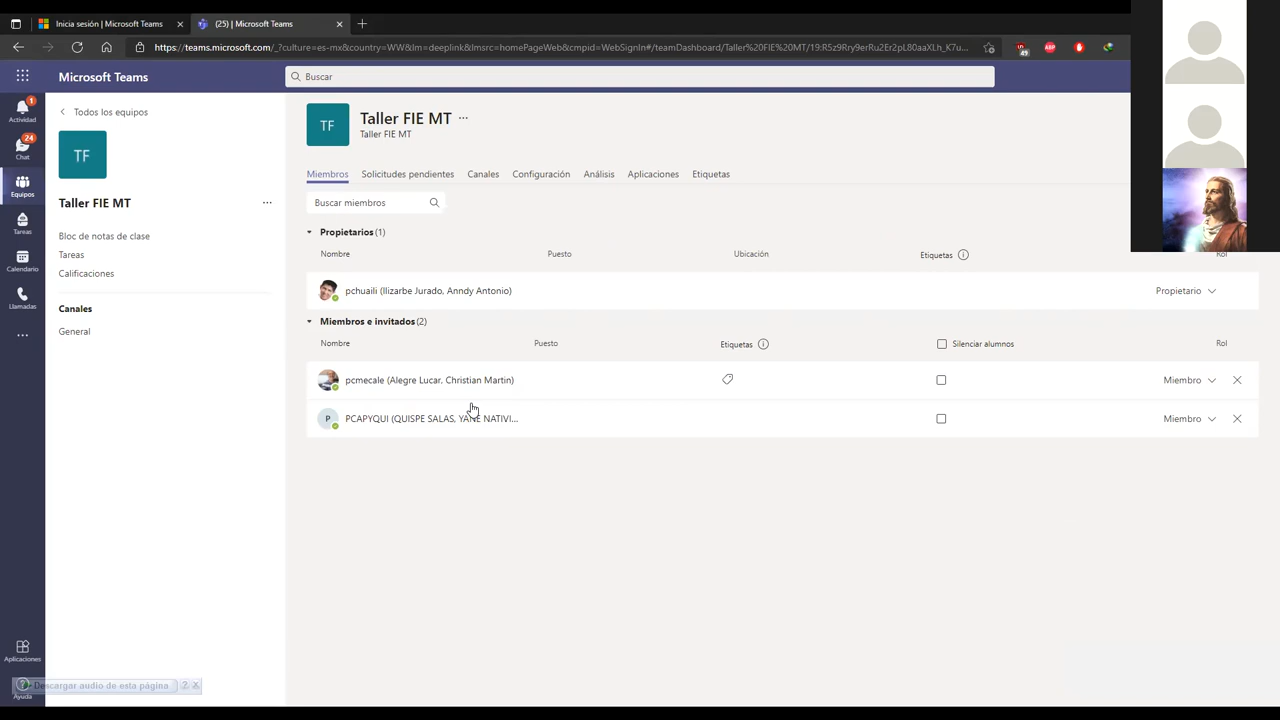 Inicia sesión | Microsoft Teams
(25) | Microsoft Teams
https://teams.microsoft.com/_?culture=es-mx&country=WW&lm=deeplink&lmsrc=homePageWeb&cmpid=WebSignIn#/teamDashboard/Taller%20FIE%20MT/19:R5z9Rry9erRu2Er2pL80aaXLh_K7u...
49
ABP
Microsoft Teams
Buscar
1
Actividad
24
Chat
Equipos
Tareas
Calendario
Llamadas
...
Aplicaciones
Ayuda
Todos los equipos
TF
Taller FIE MT
...
Bloc de notas de clase
Tareas
Calificaciones
Canales
General
TF
Taller FIE MT ...
Taller FIE MT
Miembros Solicitudes pendientes Canales Configuración Análisis Aplicaciones Etiquetas
Buscar miembros
Propietarios (1)
Nombre Puesto Ubicación Etiquetas Rol
pchuaili (Ilizarbe Jurado, Anndy Antonio) Propietario
Miembros e invitados (2)
Nombre Puesto Etiquetas Silenciar alumnos Rol
pcmecale (Alegre Lucar, Christian Martin) Miembro
P PCAPYQUI (QUISPE SALAS, YANE NATIVI... Miembro
Descargar audio de esta página ? x